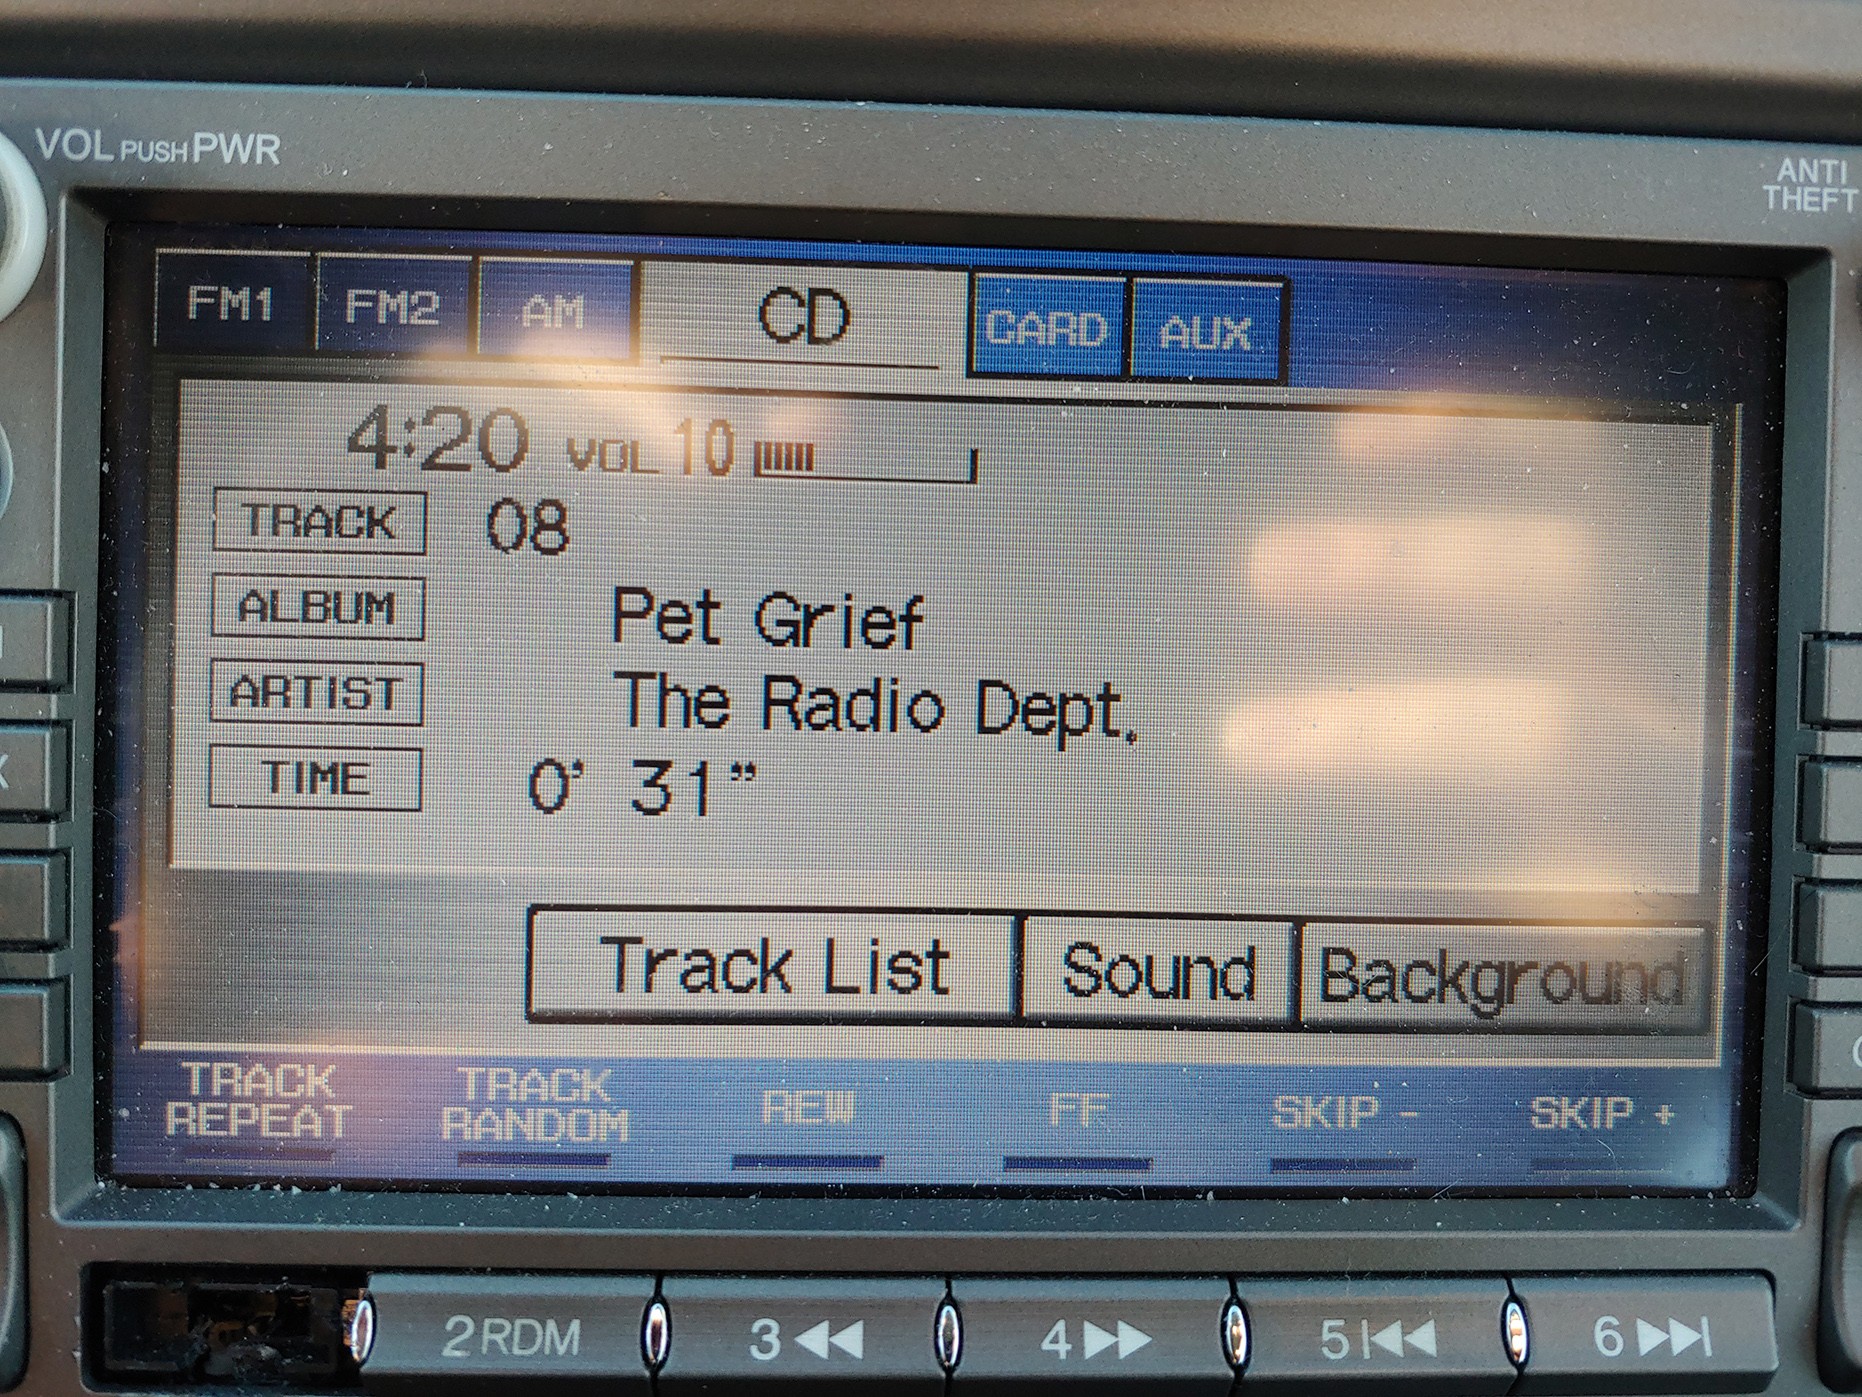 VOL PUSH PWR
ANTI
THEFT
FM1 FM2 AM CD CARD AUX
4:20 VOL 10
TRACK 08
ALBUM Pet Grief
ARTIST The Radio Dept.
TIME 0' 31"
Track List Sound Background
TRACK REPEAT TRACK RANDOM REW FF SKIP - SKIP +
2 RDM 3 4 5 6